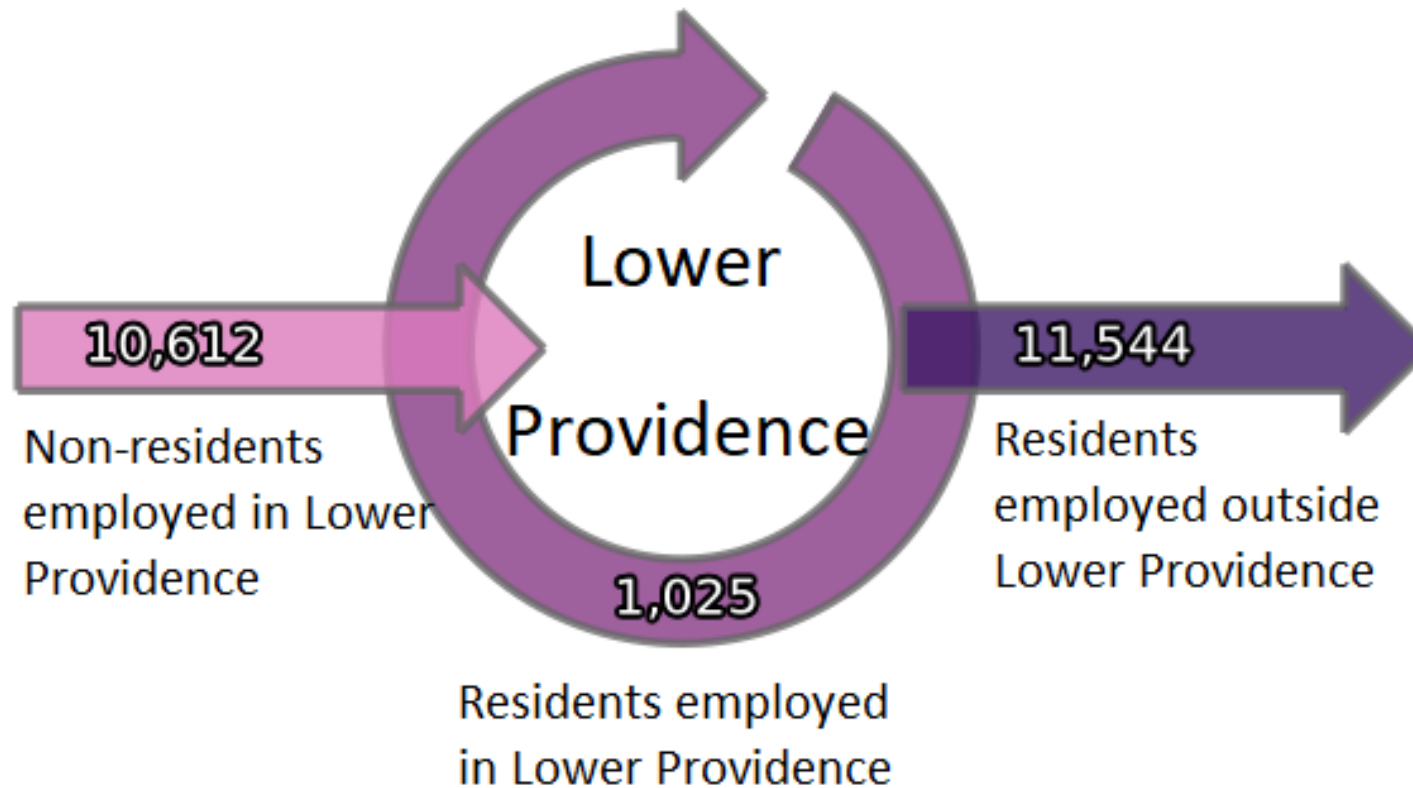 Lower
Providence
10,612
Non-residents
employed in Lower
Providence
11,544
Residents
employed outside
Lower Providence
1,025
Residents employed
in Lower Providence